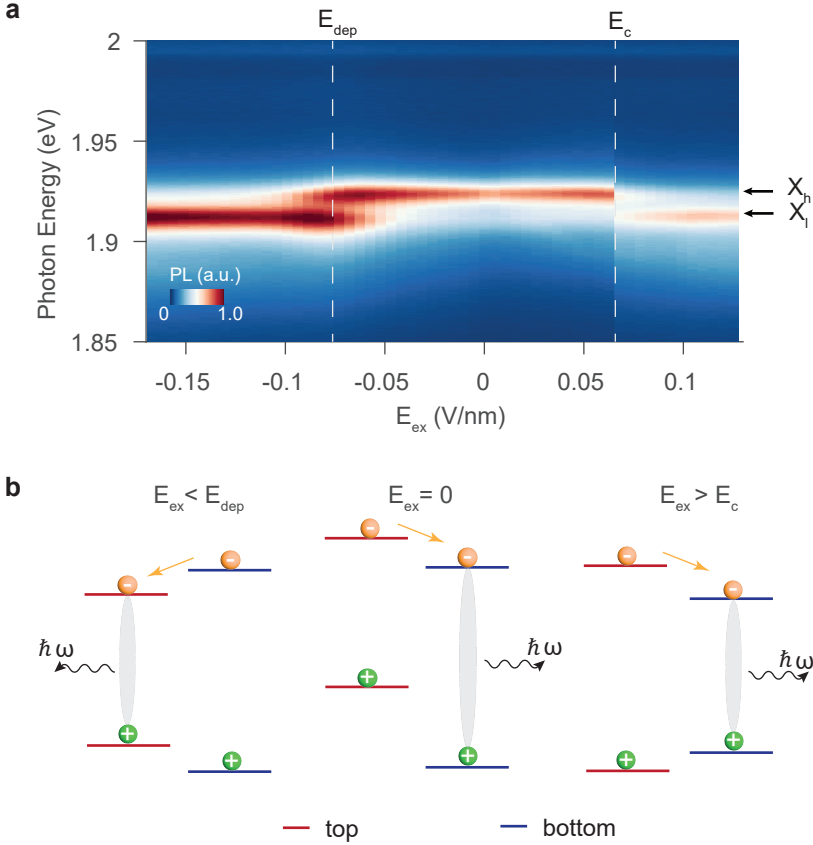 a
E_dep E_c
2
1.95
1.9
1.85
Photon Energy (eV)
X_h
X_l
PL (a.u.)
0 1.0
-0.15 -0.1 -0.05 0 0.05 0.1
E_ex (V/nm)
b
E_ex < E_dep E_ex = 0 E_ex > E_c
- - - - - -
ħω ħω ħω
+ + + + + +
top bottom